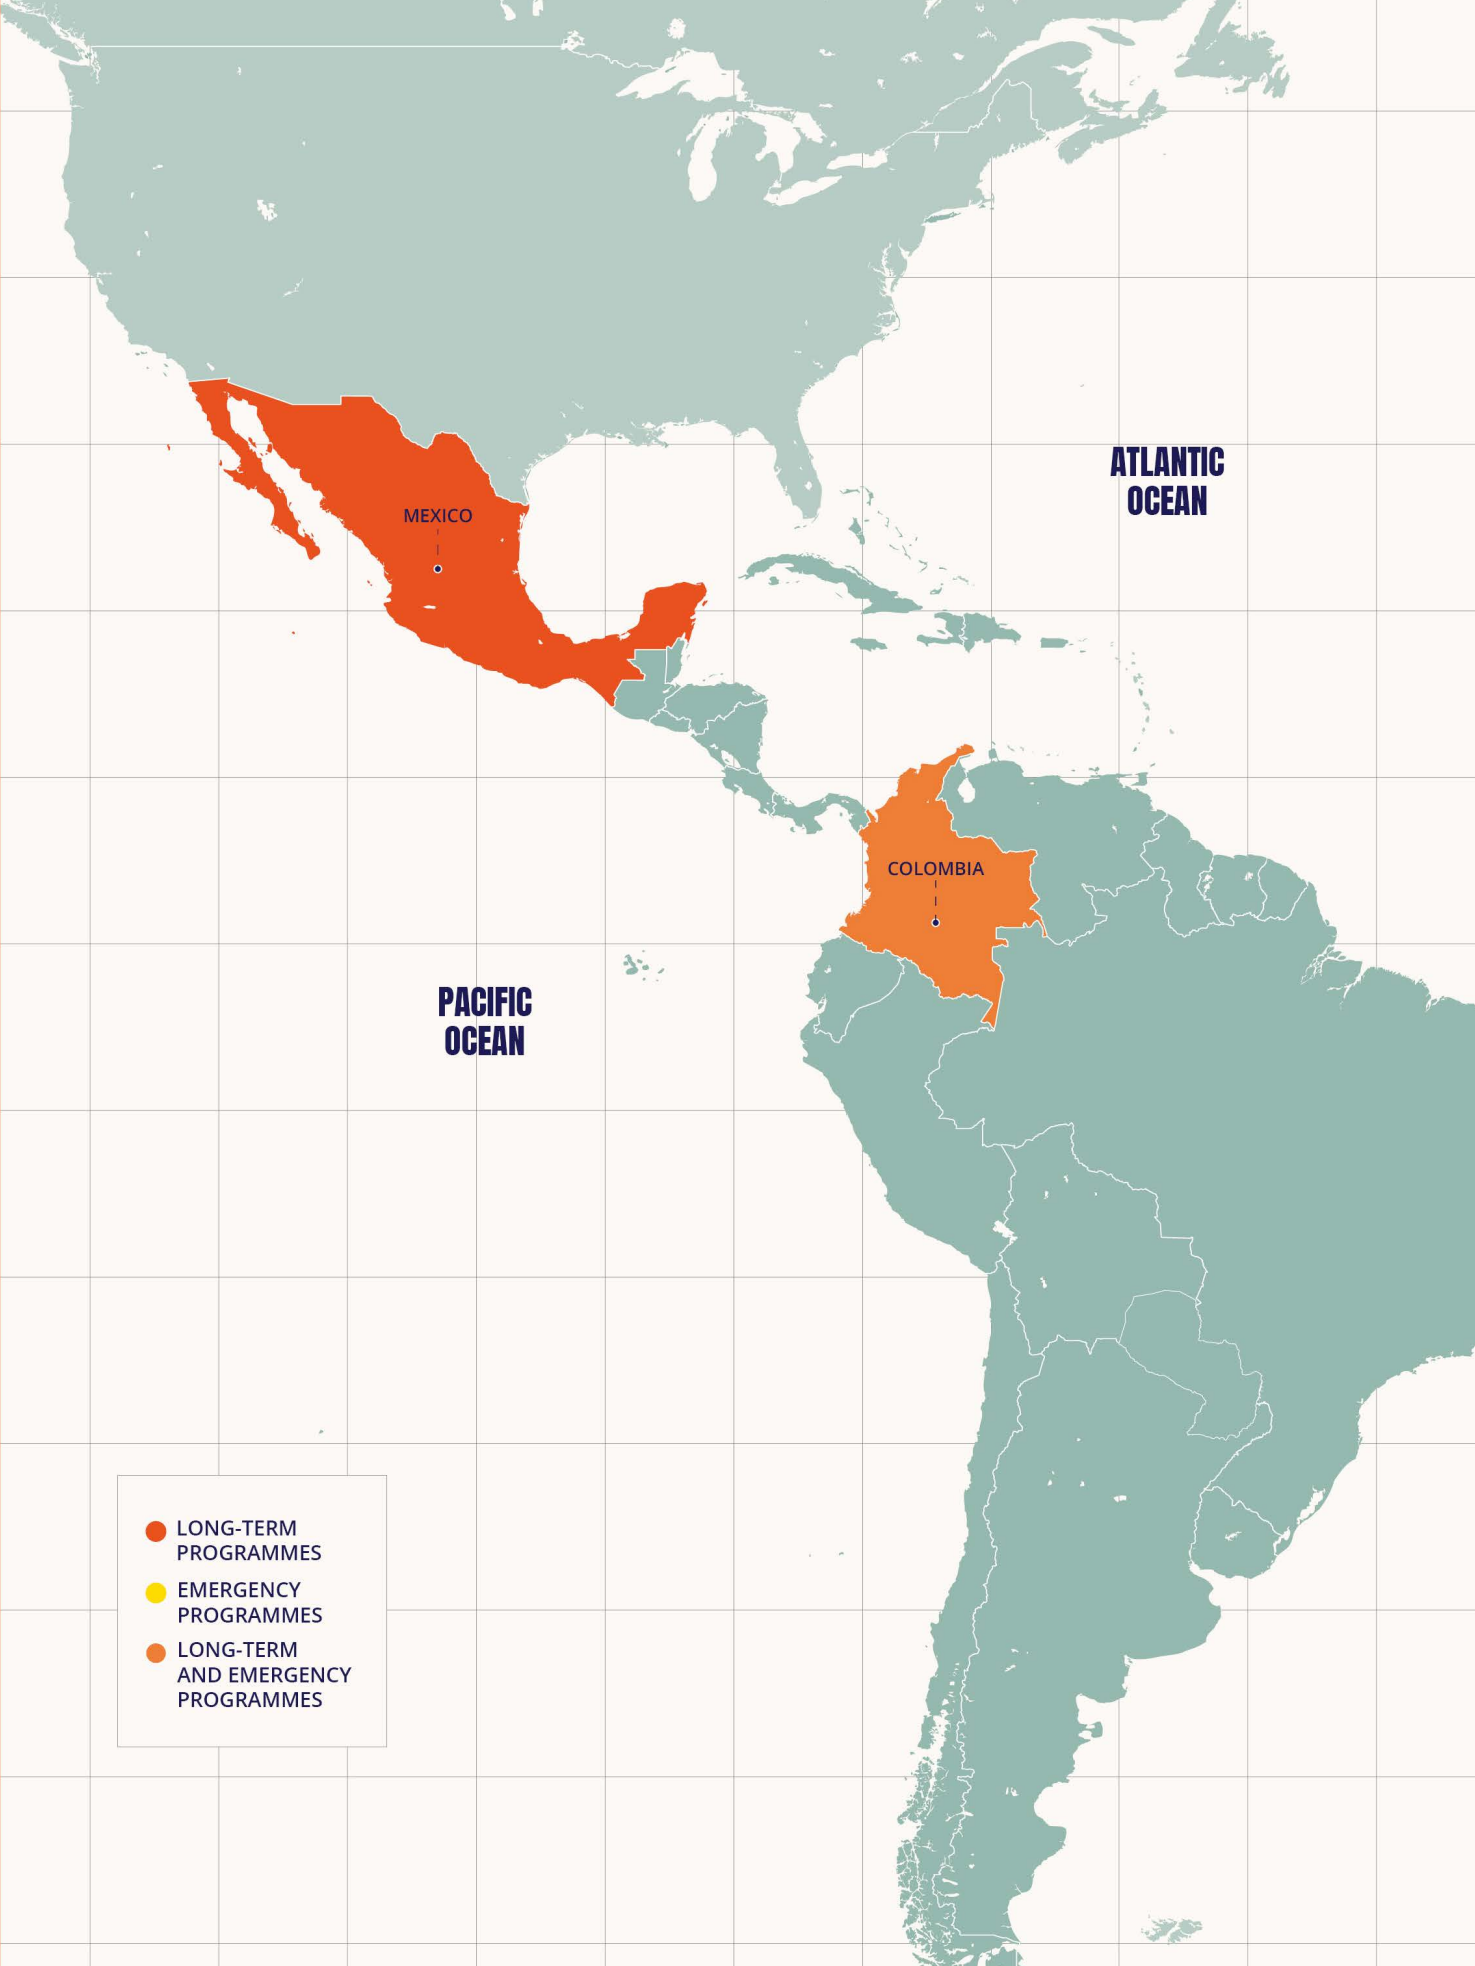 ATLANTIC
OCEAN
MEXICO
COLOMBIA
PACIFIC
OCEAN
LONG-TERM
PROGRAMMES
EMERGENCY
PROGRAMMES
LONG-TERM
AND EMERGENCY
PROGRAMMES